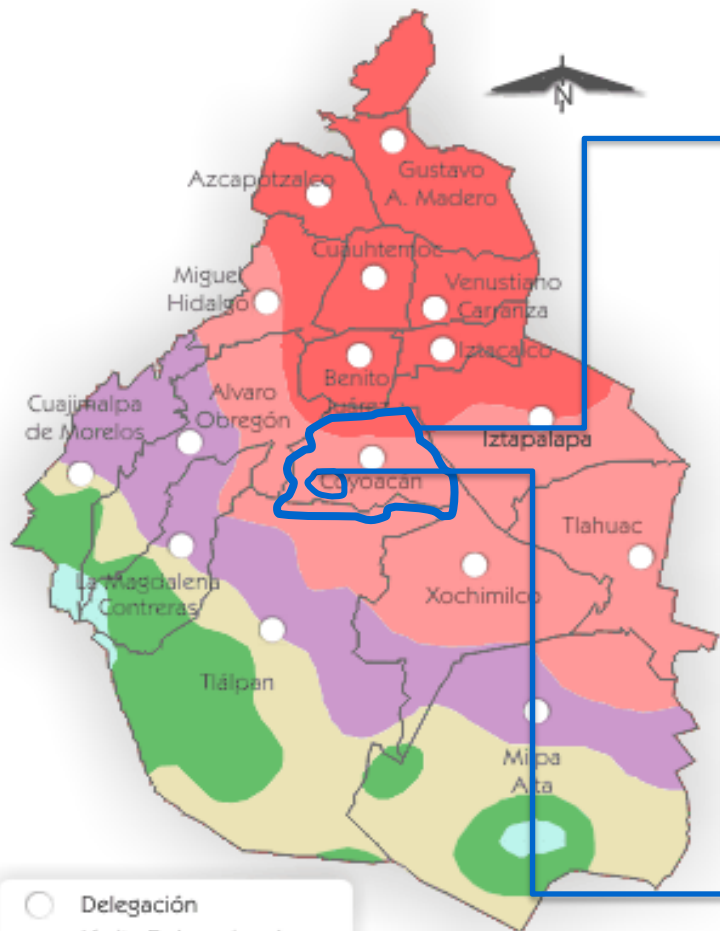 N
Gustavo
A. Madero
Azcapotzalco
Cuauhtemoc
Miguel
Hidalgo
Venustiano
Carranza
Iztacalco
Benito
Juárez
Alvaro
Obregón
Cuajimalpa
de Morelos
Iztapalapa
Coyoacán
Tlahuac
La Magdalena
Contreras
Xochimilco
Tlálpan
Milpa
Alta
Delegación